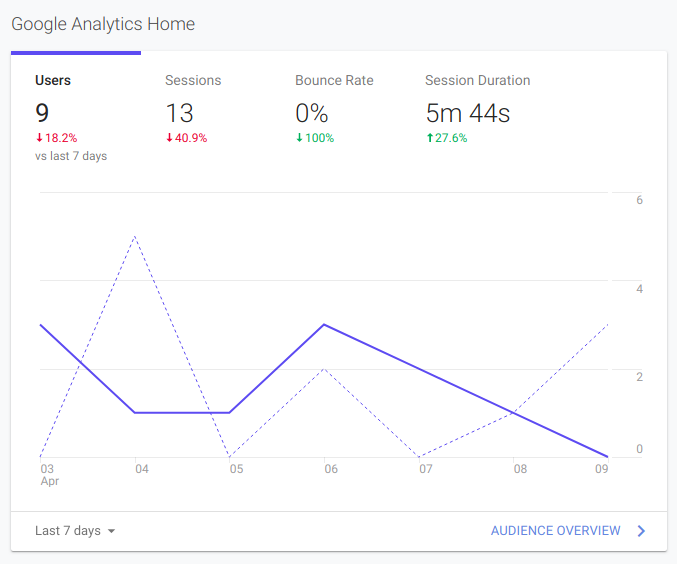 Google Analytics Home
Users
Sessions
Bounce Rate
Session Duration
9
13
0%
5m 44s
↓18.2%
↓40.9%
↓100%
↑27.6%
vs last 7 days
6
4
2
0
03
04
05
06
07
08
09
Apr
Last 7 days
AUDIENCE OVERVIEW